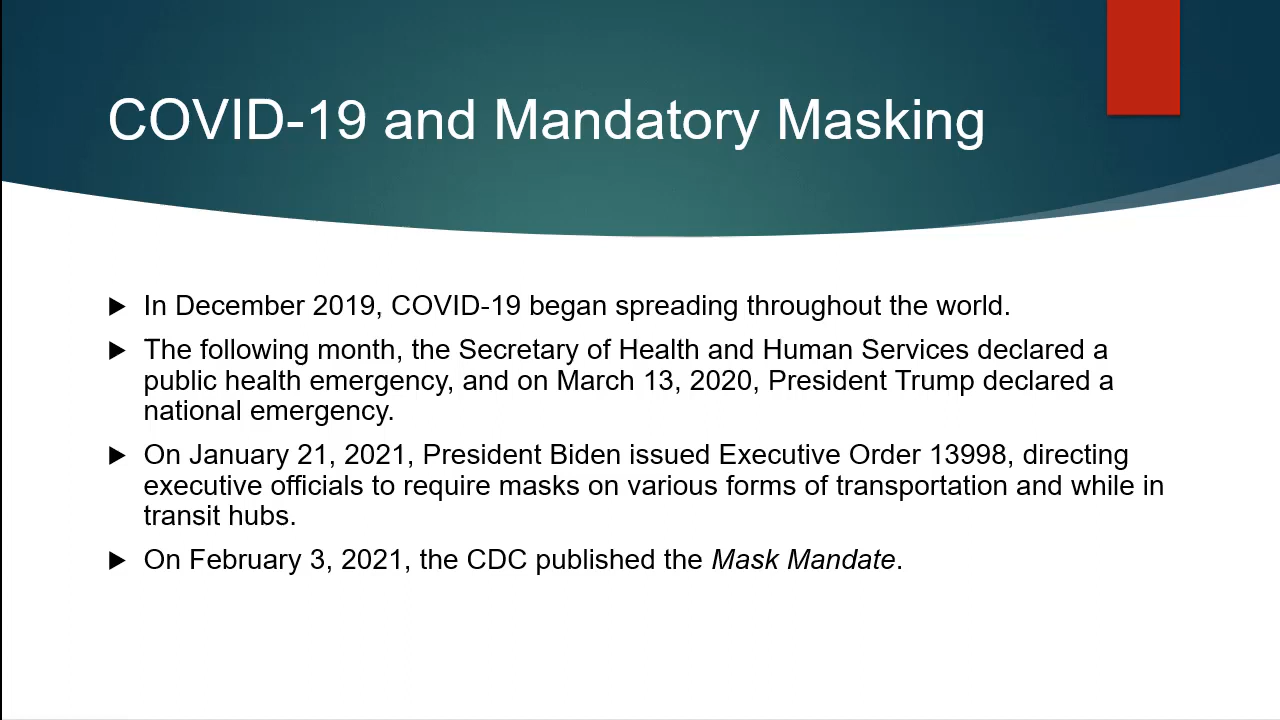 COVID-19 and Mandatory Masking
In December 2019, COVID-19 began spreading throughout the world.
The following month, the Secretary of Health and Human Services declared a
public health emergency, and on March 13, 2020, President Trump declared a
national emergency.
On January 21, 2021, President Biden issued Executive Order 13998, directing
executive officials to require masks on various forms of transportation and while in
transit hubs.
On February 3, 2021, the CDC published the Mask Mandate.